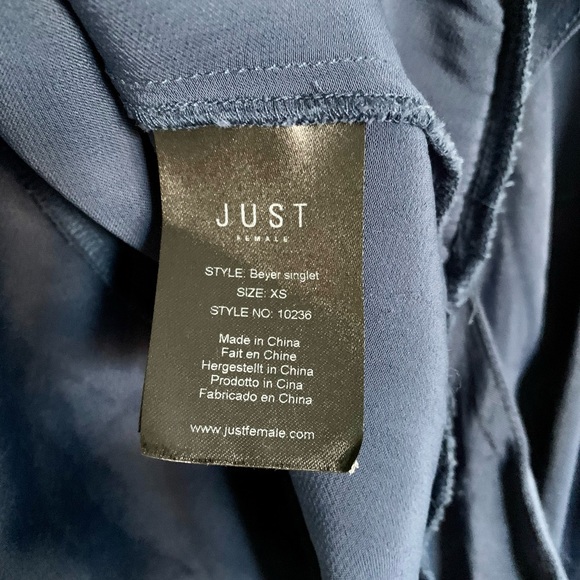 JUST
FEMALE
STYLE: Beyer singlet
SIZE: XS
STYLE NO: 10236
Made in China
Fait en Chine
Hergestellt in China
Prodotto in Cina
Fabricado en China
www.justfemale.com